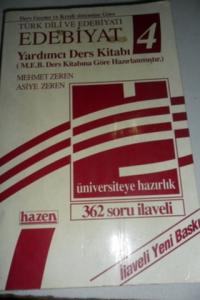 Ders Geçme ve Kredi sistemine Göre
TÜRK DİLİ VE EDEBİYATI
EDEBİYAT 4
Yardımcı Ders Kitabı
( M.E.B. Ders Kitabına Göre Hazırlanmıştır.)
MEHMET ZEREN
ASİYE ZEREN
üniversiteye hazırlık
hazen
362 soru ilaveli
İlaveli Yeni Baskı